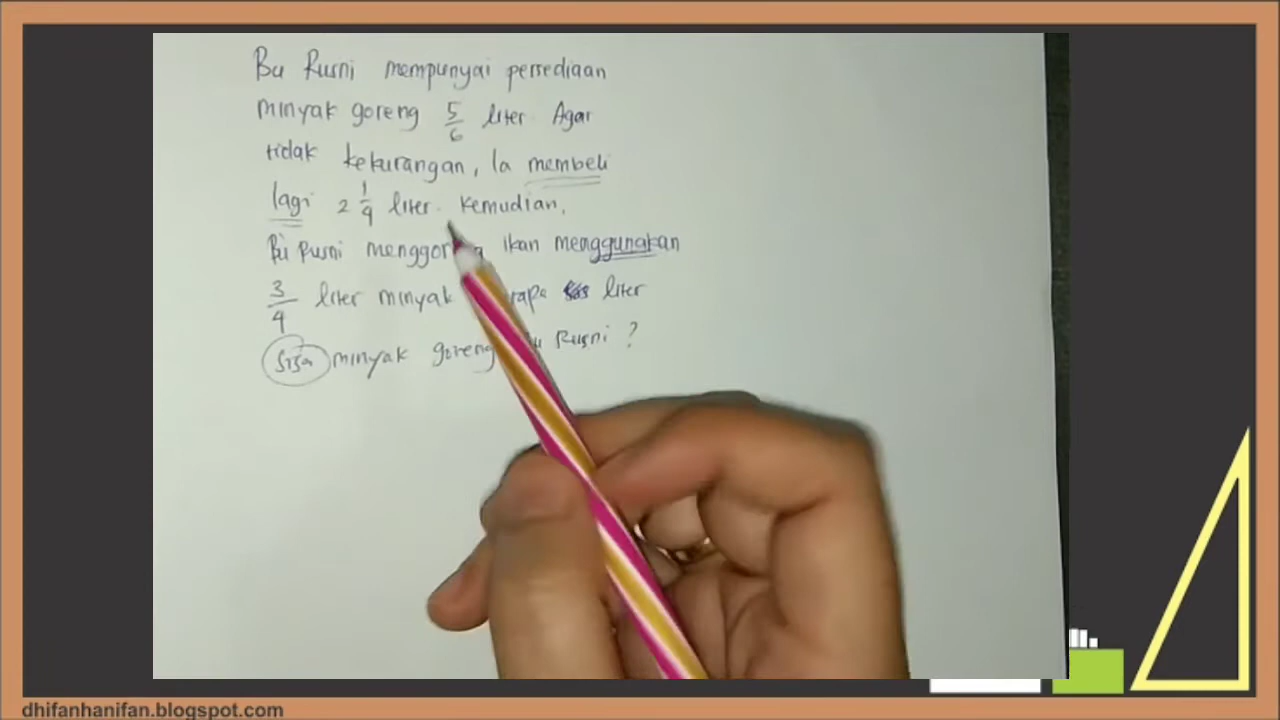 Bu Rusni mempunyai persediaan
minyak goreng 5/6 liter. Agar
tidak kekurangan, Ia membeli
lagi 2 1/4 liter. Kemudian,
Bu Rusni menggor ikan menggunakan
3/4 liter minyak rapa liter
sisa minyak goreng u Rusni ?
dhifanhanifan.blogspot.com